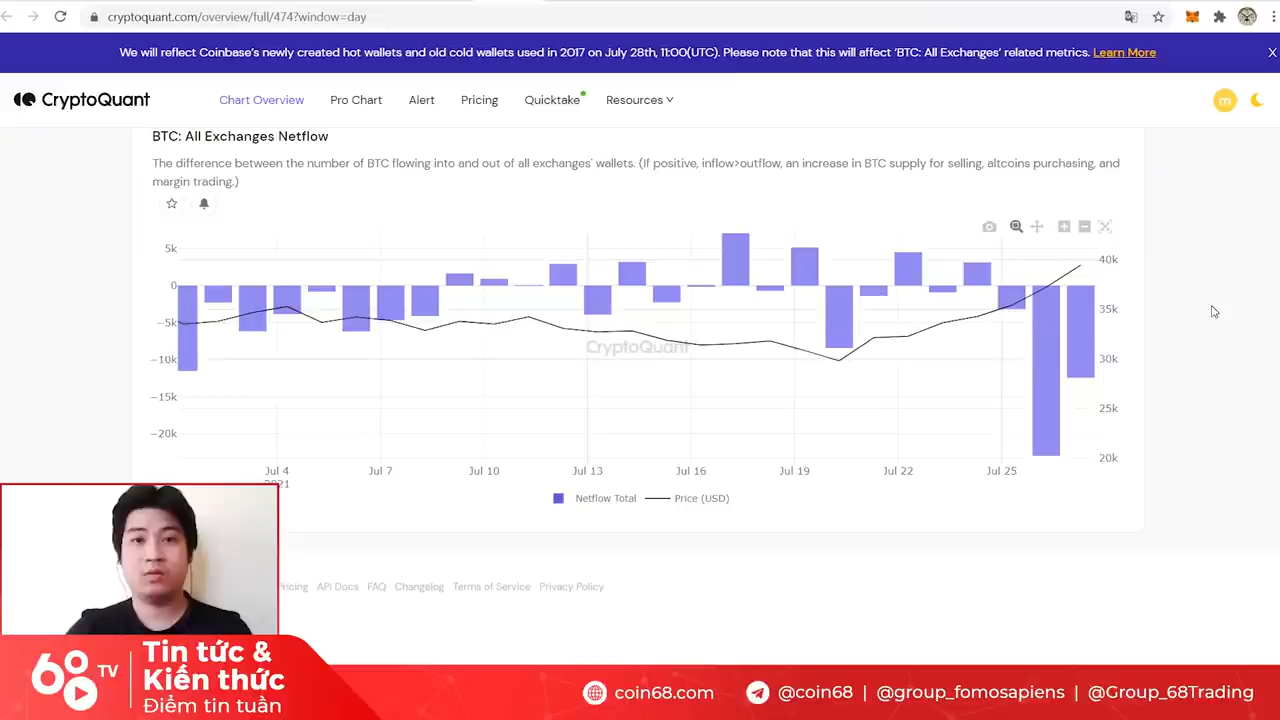 cryptoquant.com/overview/full/474?window=day
We will reflect Coinbase's newly created hot wallets and old cold wallets used in 2017 on July 28th, 11:00(UTC). Please note that this will affect 'BTC: All Exchanges' related metrics. Learn More X
CryptoQuant Chart Overview Pro Chart Alert Pricing Quicktake Resources m
BTC: All Exchanges Netflow
The difference between the number of BTC flowing into and out of all exchanges' wallets. (If positive, inflow>outflow, an increase in BTC supply for selling, altcoins purchasing, and
margin trading.)
5k
0
−5k
−10k
−15k
−20k
40k
35k
30k
25k
20k
CryptoQuant
Jul 4 Jul 7 Jul 10 Jul 13 Jul 16 Jul 19 Jul 22 Jul 25
2021
Netflow Total Price (USD)
Pricing API Docs FAQ Changelog Terms of Service Privacy Policy
68 TV
Tin tức &
Kiến thức
Điểm tin tuần
coin68.com @coin68 | @group_fomosapiens | @Group_68Trading